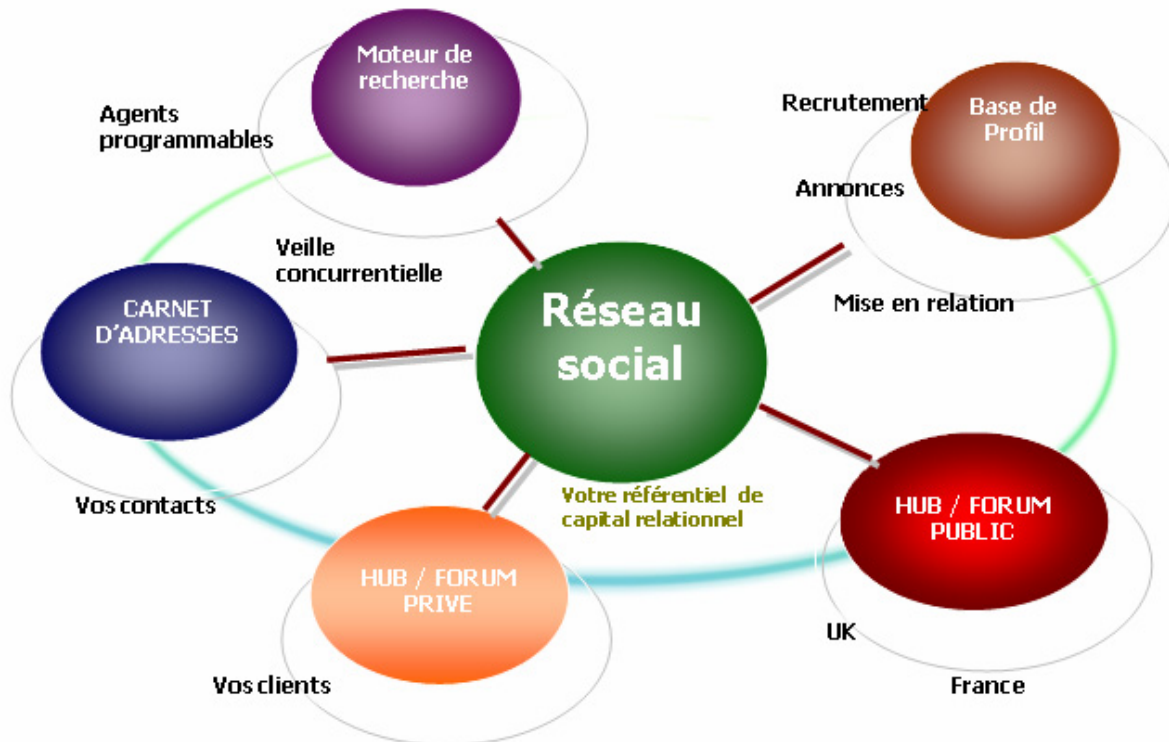 Moteur de
recherche
Agents
programmables
Recrutement
Base de
Profil
Annonces
Veille
concurrentielle
Mise en relation
CARNET
D'ADRESSES
Réseau
social
Votre référentiel de
capital relationnel
Vos contacts
HUB / FORUM
PUBLIC
HUB / FORUM
PRIVE
UK
Vos clients
France